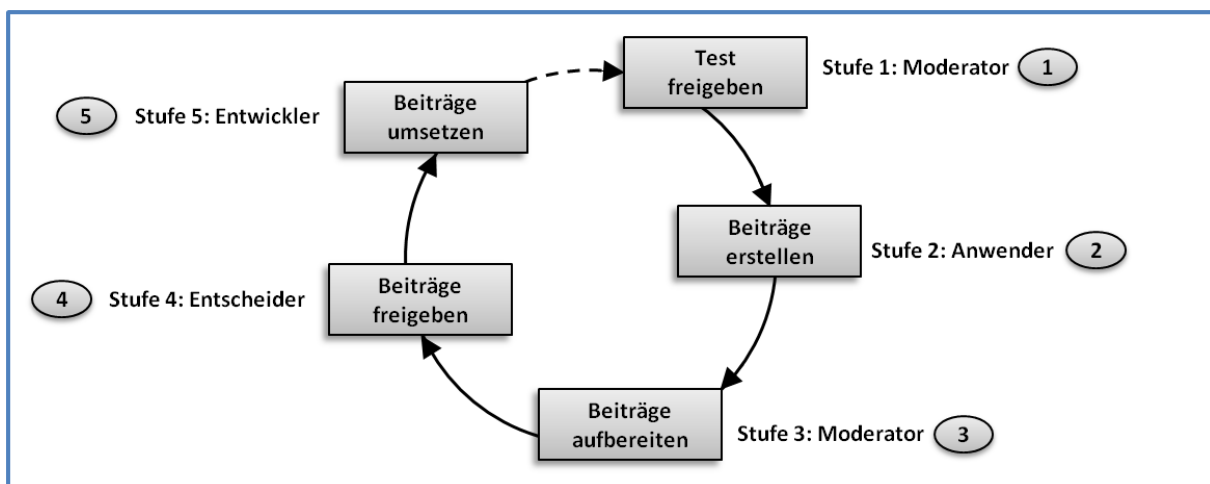 Test
freigeben
Stufe 1: Moderator
1
Beiträge
erstellen
Stufe 2: Anwender
2
Beiträge
aufbereiten
Stufe 3: Moderator
3
Beiträge
freigeben
Stufe 4: Entscheider
4
Beiträge
umsetzen
Stufe 5: Entwickler
5